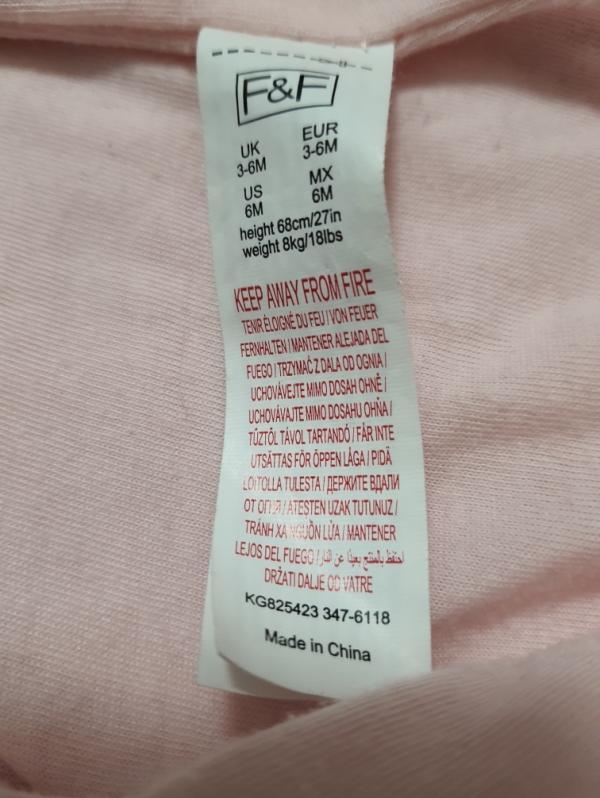 F&F
UK EUR
3-6M 3-6M
US MX
6M 6M
height 68cm/27in
weight 8kg/18lbs
KEEP AWAY FROM FIRE
TENIR ÉLOIGNÉ DU FEU / VON FEUER
FERNHALTEN / MANTENER ALEJADA DEL
FUEGO / TRZYMAĆ Z DALA OD OGNIA /
UCHOVÁVEJTE MIMO DOSAH OHNĚ /
UCHOVÁVAJTE MIMO DOSAHU OHŇA /
TŰZTŐL TÁVOL TARTANDÓ / FÅR INTE
UTSÄTTAS FÖR ÖPPEN LÅGA / PIDÄ
LOITOLLA TULESTA / ДЕРЖИТЕ ВДАЛИ
ОТ ОГНЯ / ATESTEN UZAK TUTUNUZ /
TRÁNH XA NGUỒN LỬA / MANTENER
LEJOS DEL FUEGO / احتفظ بالمنتج بعيدًا عن النار /
DRŽATI DALJE OD VATRE
KG825423 347-6118
Made in China